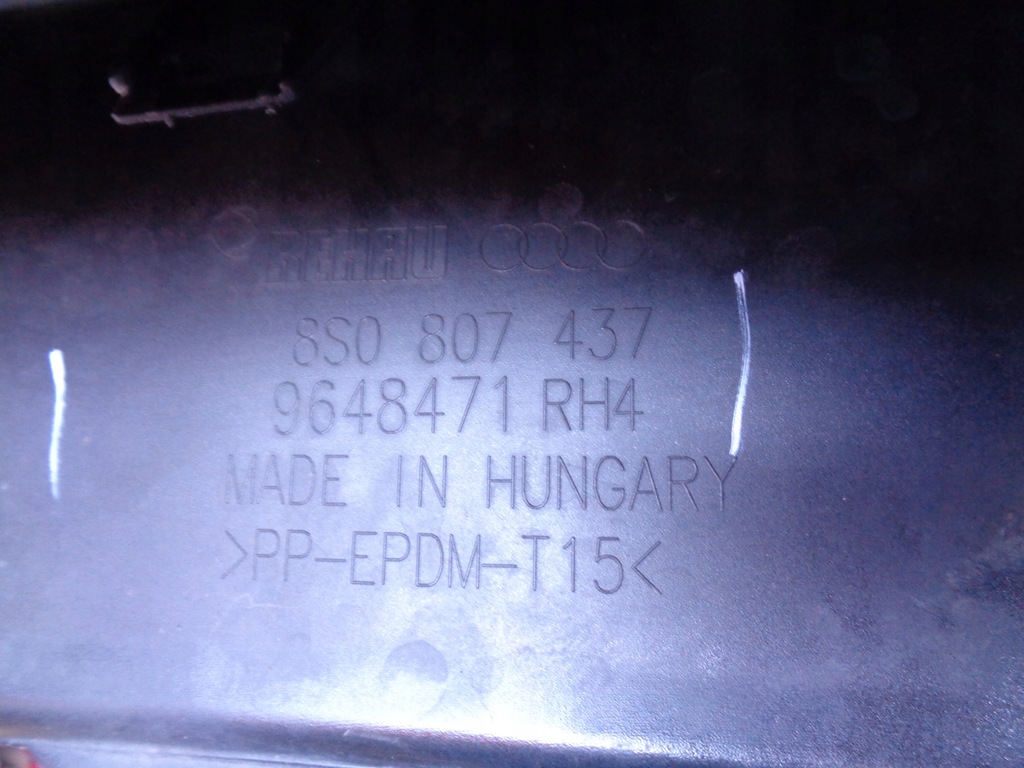 REHAU
8S0 807 437
9648471 RH4
MADE IN HUNGARY
>PP-EPDM-T15<